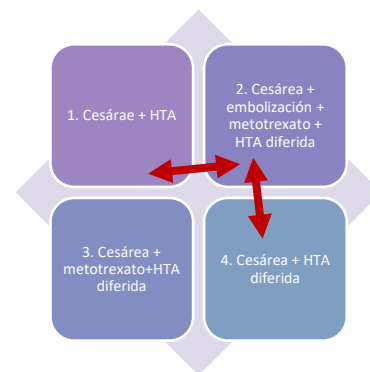 1. Cesárae + HTA
2. Cesárea +
embolización +
metotrexato +
HTA diferida
3. Cesárea +
metotrexato+HTA
diferida
4. Cesárea + HTA
diferida